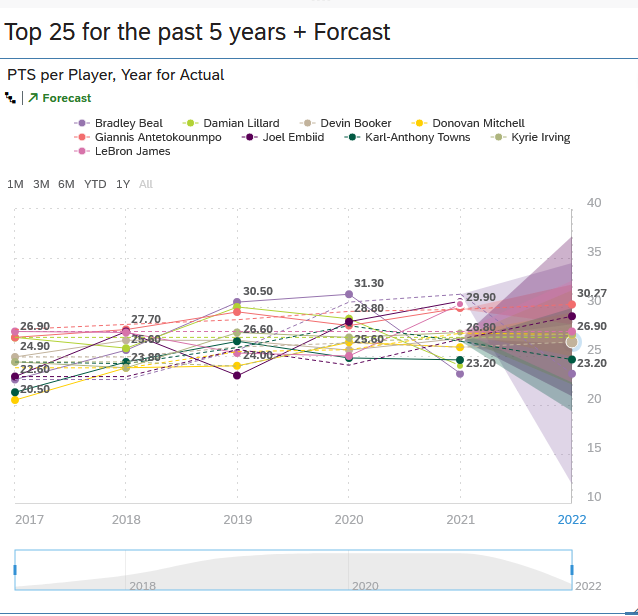 Top 25 for the past 5 years + Forcast
PTS per Player, Year for Actual
Forecast
Bradley Beal Damian Lillard Devin Booker Donovan Mitchell
Giannis Antetokounmpo Joel Embiid Karl-Anthony Towns Kyrie Irving
LeBron James
1M 3M 6M YTD 1Y All
40
35
31.30
30.50
29.90
30.27
30
28.80
27.70
26.90
26.60
26.80
26.90
25.60
25.60
24.90
25
24.00
23.80
23.20
23.20
22.60
20.50
20
15
10
2017 2018 2019 2020 2021 2022
2018 2020 2022